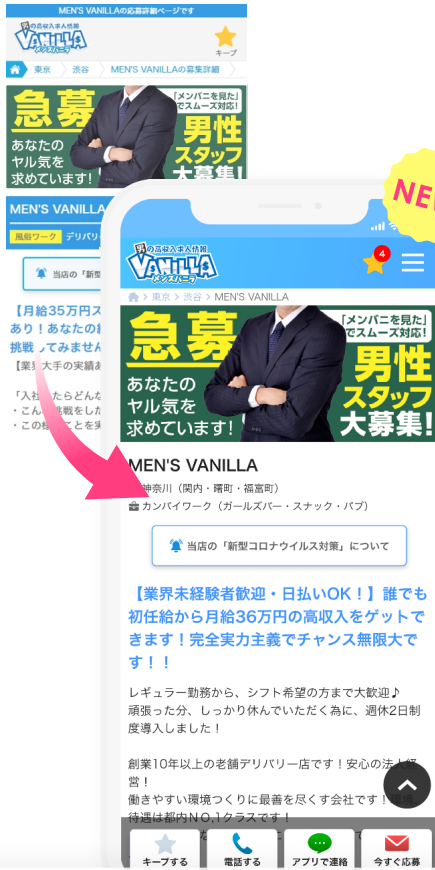 MEN'S VANILLAの応募詳細ページです
男の高収入求人情報
VANILLA
メンズバニラ
キープ
東京 渋谷 MEN'S VANILLAの募集詳細
急募
「メンバニを見た」
でスムーズ対応!
あなたの
ヤル気を
求めています!
男性
スタッフ
大募集!
MEN'S VANILLA
風俗ワーク デリバリ
当店の「新型
【月給35万円ス
あり!あなたの
挑戦してみません
【業界大手の実績あ
「入社
たらどんな
・こん
挑戦をした
・この
ことを実
NE
男の高収入求人情報
VANILLA
メンズバニラ
4
東京 渋谷 MEN'S VANILLA
急募
「メンバニを見た」
でスムーズ対応!
あなたの
ヤル気を
求めています!
男性
スタッフ
大募集!
MEN'S VANILLA
神奈川(関内・曙町・福富町)
カンパイワーク(ガールズバー・スナック・パブ)
当店の「新型コロナウイルス対策」について
【業界未経験者歓迎・日払いOK!】誰でも
初任給から月給36万円の高収入をゲットで
きます!完全実力主義でチャンス無限大で
す!!
レギュラー勤務から、シフト希望の方まで大歓迎♪
頑張った分、しっかり休んでいただく為に、週休2日制
度導入しました!
創業10年以上の老舗デリバリー店です!安心の法人経
営!
働きやすい環境つくりに最善を尽くす会社です!環境、
待遇は都内NO,1クラスです!
キープする 電話する アプリで連絡 今すぐ応募